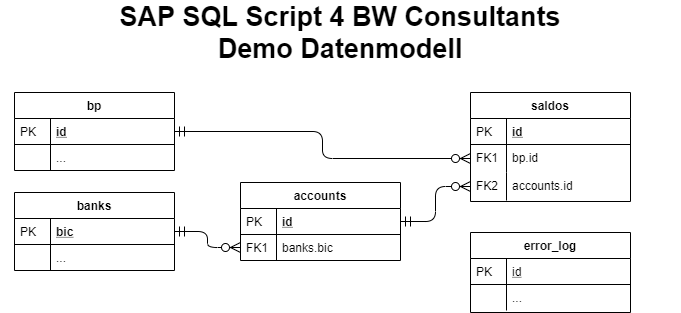 SAP SQL Script 4 BW Consultants
Demo Datenmodell
bp
PK id
...
banks
PK bic
...
accounts
PK id
FK1 banks.bic
saldos
PK id
FK1 bp.id
FK2 accounts.id
error_log
PK id
...